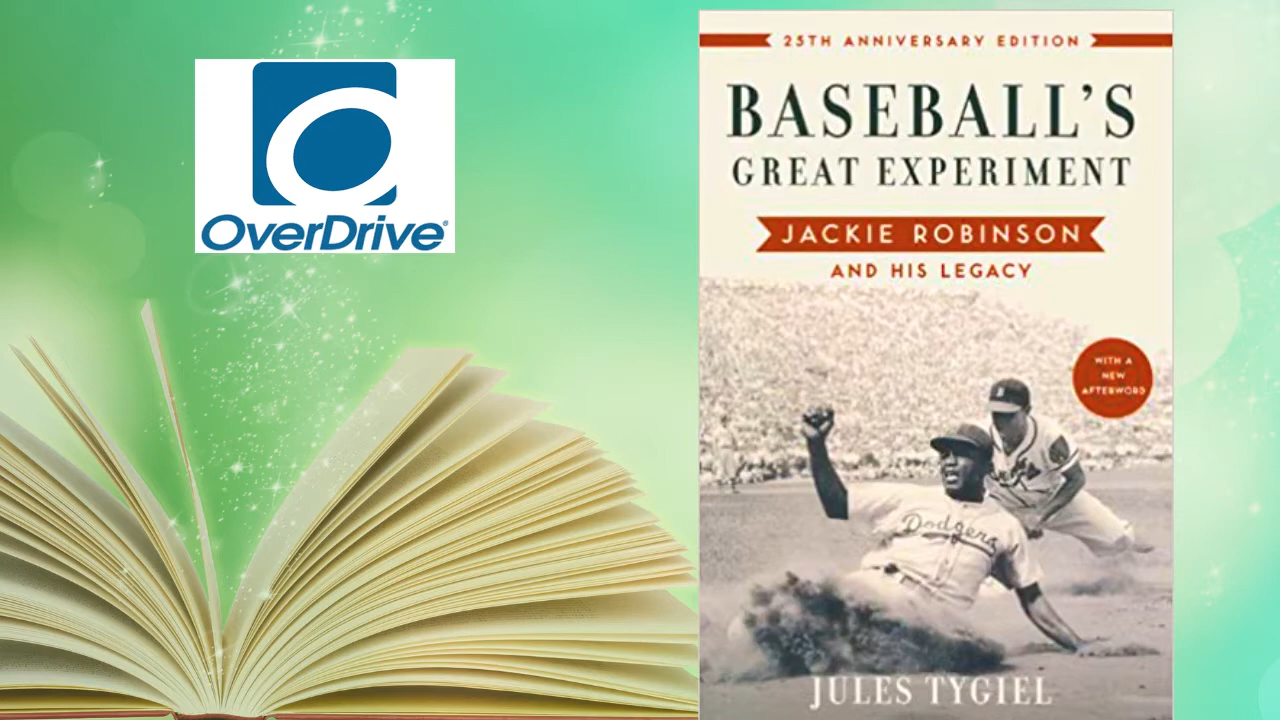 OverDrive®
25TH ANNIVERSARY EDITION
BASEBALL'S
GREAT EXPERIMENT
JACKIE ROBINSON
AND HIS LEGACY
WITH A
NEW
AFTERWORD
B
Dodgers
JULES TYGIEL